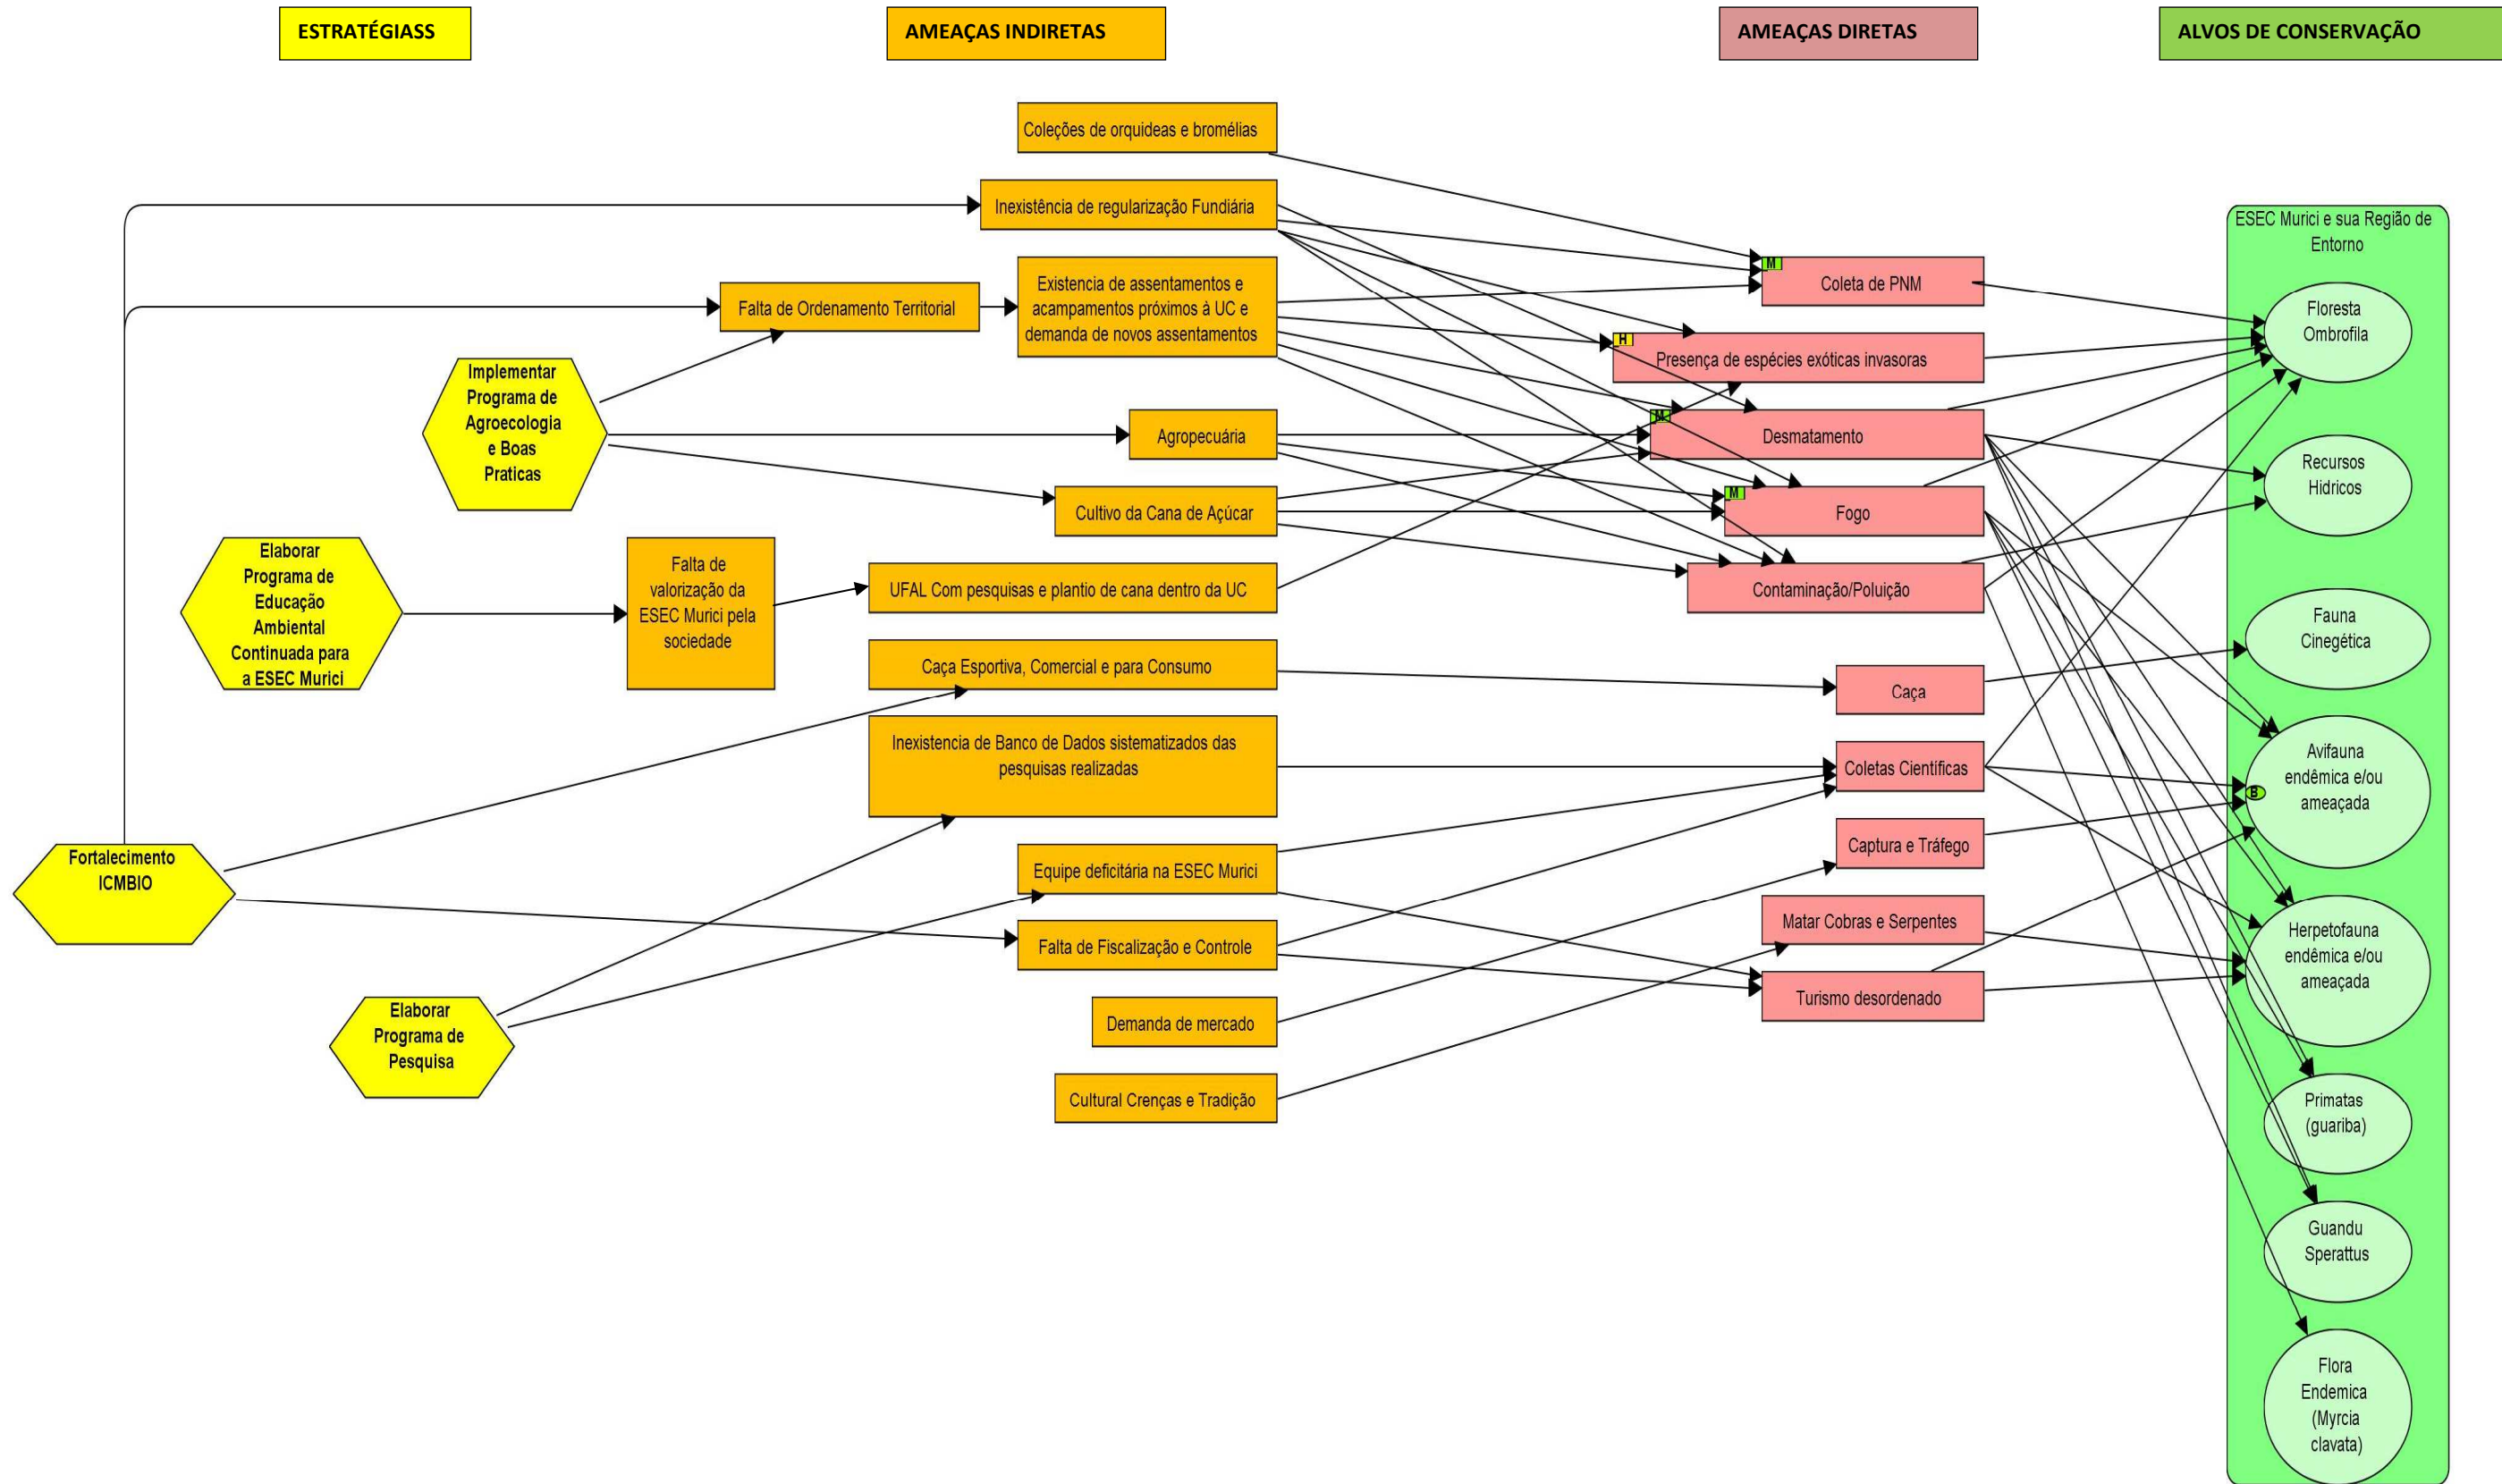 ESTRATÉGIASS
AMEAÇAS INDIRETAS
AMEAÇAS DIRETAS
ALVOS DE CONSERVAÇÃO
Fortalecimento
ICMBIO
Elaborar
Programa de
Educação
Ambiental
Continuada para
a ESEC Murici
Elaborar
Programa de
Pesquisa
Implementar
Programa de
Agroecologia
e Boas
Praticas
Falta de
valorização da
ESEC Murici pela
sociedade
Falta de Ordenamento Territorial
Coleções de orquideas e bromélias
Inexistência de regularização Fundiária
Existencia de assentamentos e
acampamentos próximos à UC e
demanda de novos assentamentos
Agropecuária
Cultivo da Cana de Açúcar
UFAL Com pesquisas e plantio de cana dentro da UC
Caça Esportiva, Comercial e para Consumo
Inexistencia de Banco de Dados sistematizados das
pesquisas realizadas
Equipe deficitária na ESEC Murici
Falta de Fiscalização e Controle
Demanda de mercado
Cultural Crenças e Tradição
M
Coleta de PNM
H
Presença de espécies exóticas invasoras
M
Desmatamento
M
Fogo
Contaminação/Poluição
Caça
Coletas Científicas
Captura e Tráfego
Matar Cobras e Serpentes
Turismo desordenado
ESEC Murici e sua Região de
Entorno
Floresta
Ombrofila
Recursos
Hidricos
Fauna
Cinegética
Avifauna
endêmica e/ou
ameaçada
B
Herpetofauna
endêmica e/ou
ameaçada
Primatas
(guariba)
Guandu
Sperattus
Flora
Endemica
(Myrcia
clavata)